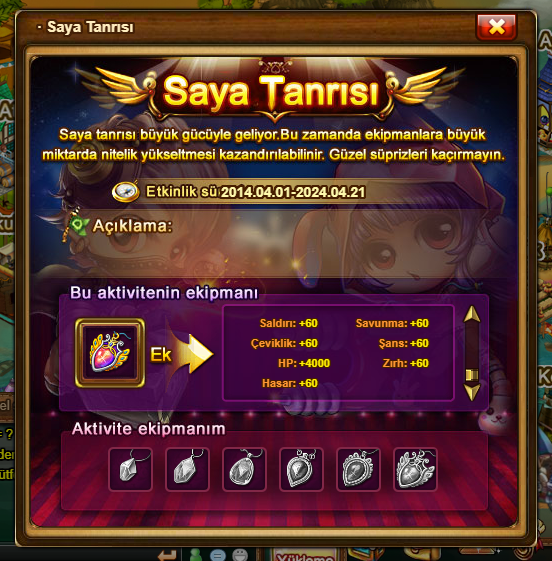 · Saya Tanrısı
Saya Tanrısı
Saya tanrısı büyük gücüyle geliyor.Bu zamanda ekipmanlara büyük
miktarda nitelik yükseltmesi kazandırılabilinir. Güzel süprizleri kaçırmayın.
Etkinlik sü 2014.04.01-2024.04.21
Açıklama:
Bu aktivitenin ekipmanı
Ek
Saldırı: +60 Savunma: +60
Çeviklik: +60 Şans: +60
HP: +4000 Zırh: +60
Hasar: +60
Aktivite ekipmanım
Yükleme